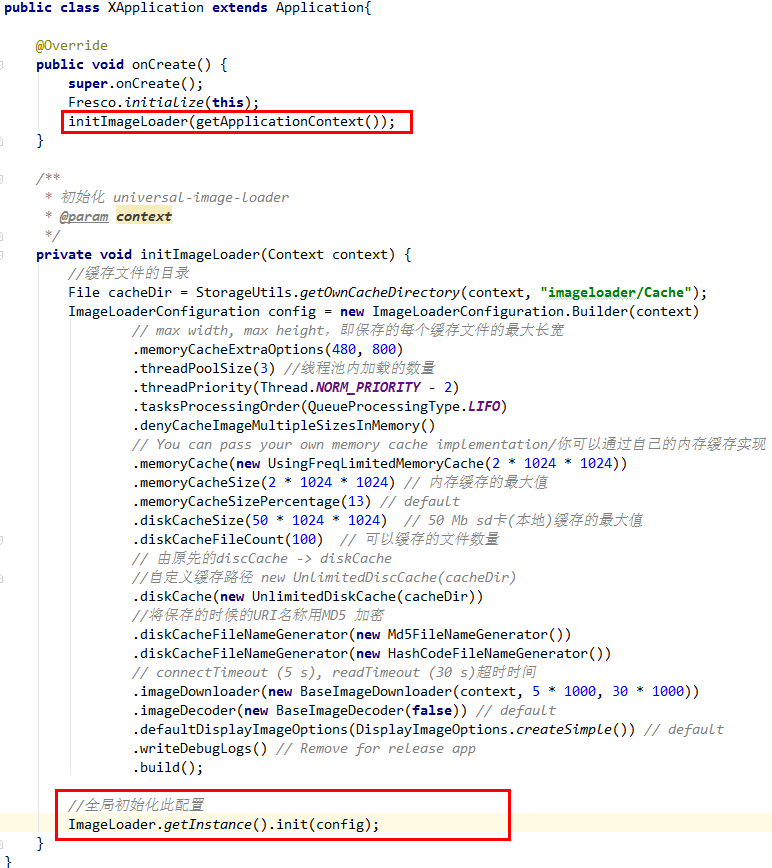 public class XApplication extends Application{
@Override
public void onCreate() {
super.onCreate();
Fresco.initialize(this);
initImageLoader(getApplicationContext());
}
/**
* 初始化 universal-image-loader
* @param context
*/
private void initImageLoader(Context context) {
//缓存文件的目录
File cacheDir = StorageUtils.getOwnCacheDirectory(context, "imageloader/Cache");
ImageLoaderConfiguration config = new ImageLoaderConfiguration.Builder(context)
// max width, max height，即保存的每个缓存文件的最大长宽
.memoryCacheExtraOptions(480, 800)
.threadPoolSize(3) //线程池内加载的数量
.threadPriority(Thread.NORM_PRIORITY - 2)
.tasksProcessingOrder(QueueProcessingType.LIFO)
.denyCacheImageMultipleSizesInMemory()
// You can pass your own memory cache implementation/你可以通过自己的内存缓存实现
.memoryCache(new UsingFreqLimitedMemoryCache(2 * 1024 * 1024))
.memoryCacheSize(2 * 1024 * 1024) // 内存缓存的最大值
.memoryCacheSizePercentage(13) // default
.diskCacheSize(50 * 1024 * 1024)  // 50 Mb sd卡(本地)缓存的最大值
.diskCacheFileCount(100)  // 可以缓存的文件数量
// 由原先的discCache -> diskCache
//自定义缓存路径 new UnlimitedDiscCache(cacheDir)
.diskCache(new UnlimitedDiskCache(cacheDir))
//将保存的时候的URI名称用MD5 加密
.diskCacheFileNameGenerator(new Md5FileNameGenerator())
.diskCacheFileNameGenerator(new HashCodeFileNameGenerator())
// connectTimeout (5 s), readTimeout (30 s)超时时间
.imageDownloader(new BaseImageDownloader(context, 5 * 1000, 30 * 1000))
.imageDecoder(new BaseImageDecoder(false)) // default
.defaultDisplayImageOptions(DisplayImageOptions.createSimple()) // default
.writeDebugLogs() // Remove for release app
.build();
//全局初始化此配置
ImageLoader.getInstance().init(config);
}
}